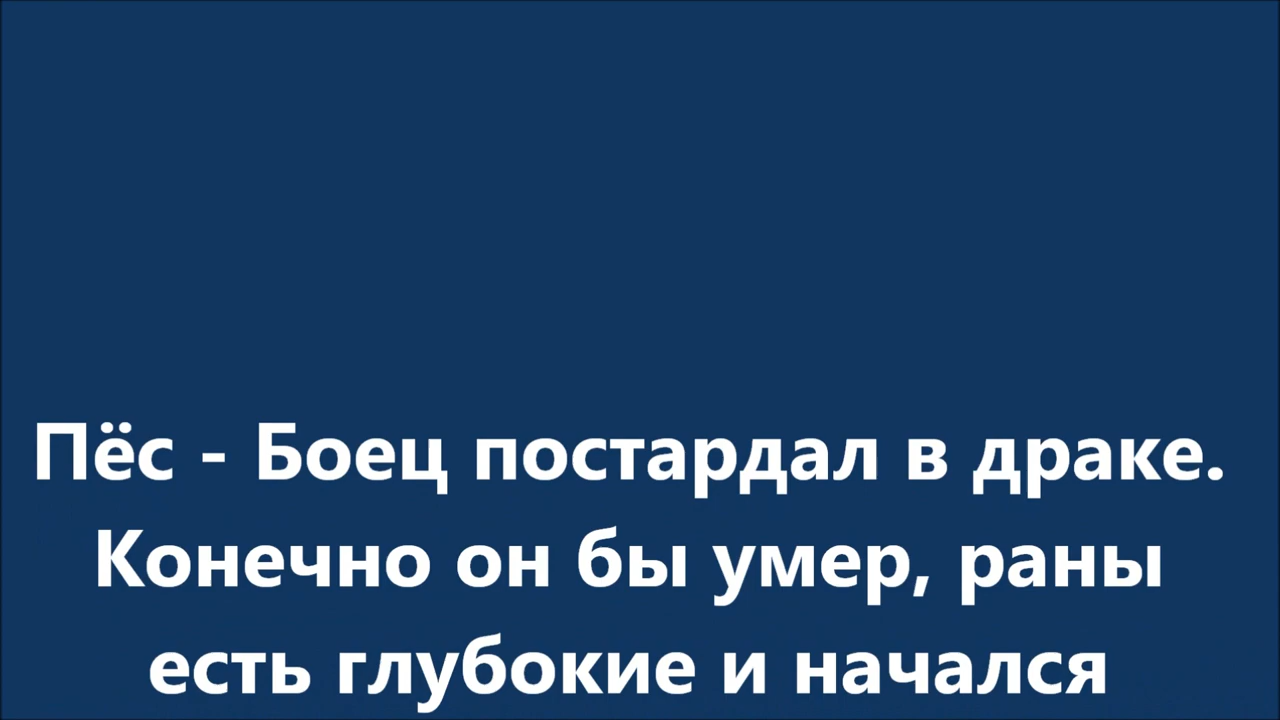 Пёс - Боец постардал в драке.
Конечно он бы умер, раны
есть глубокие и начался